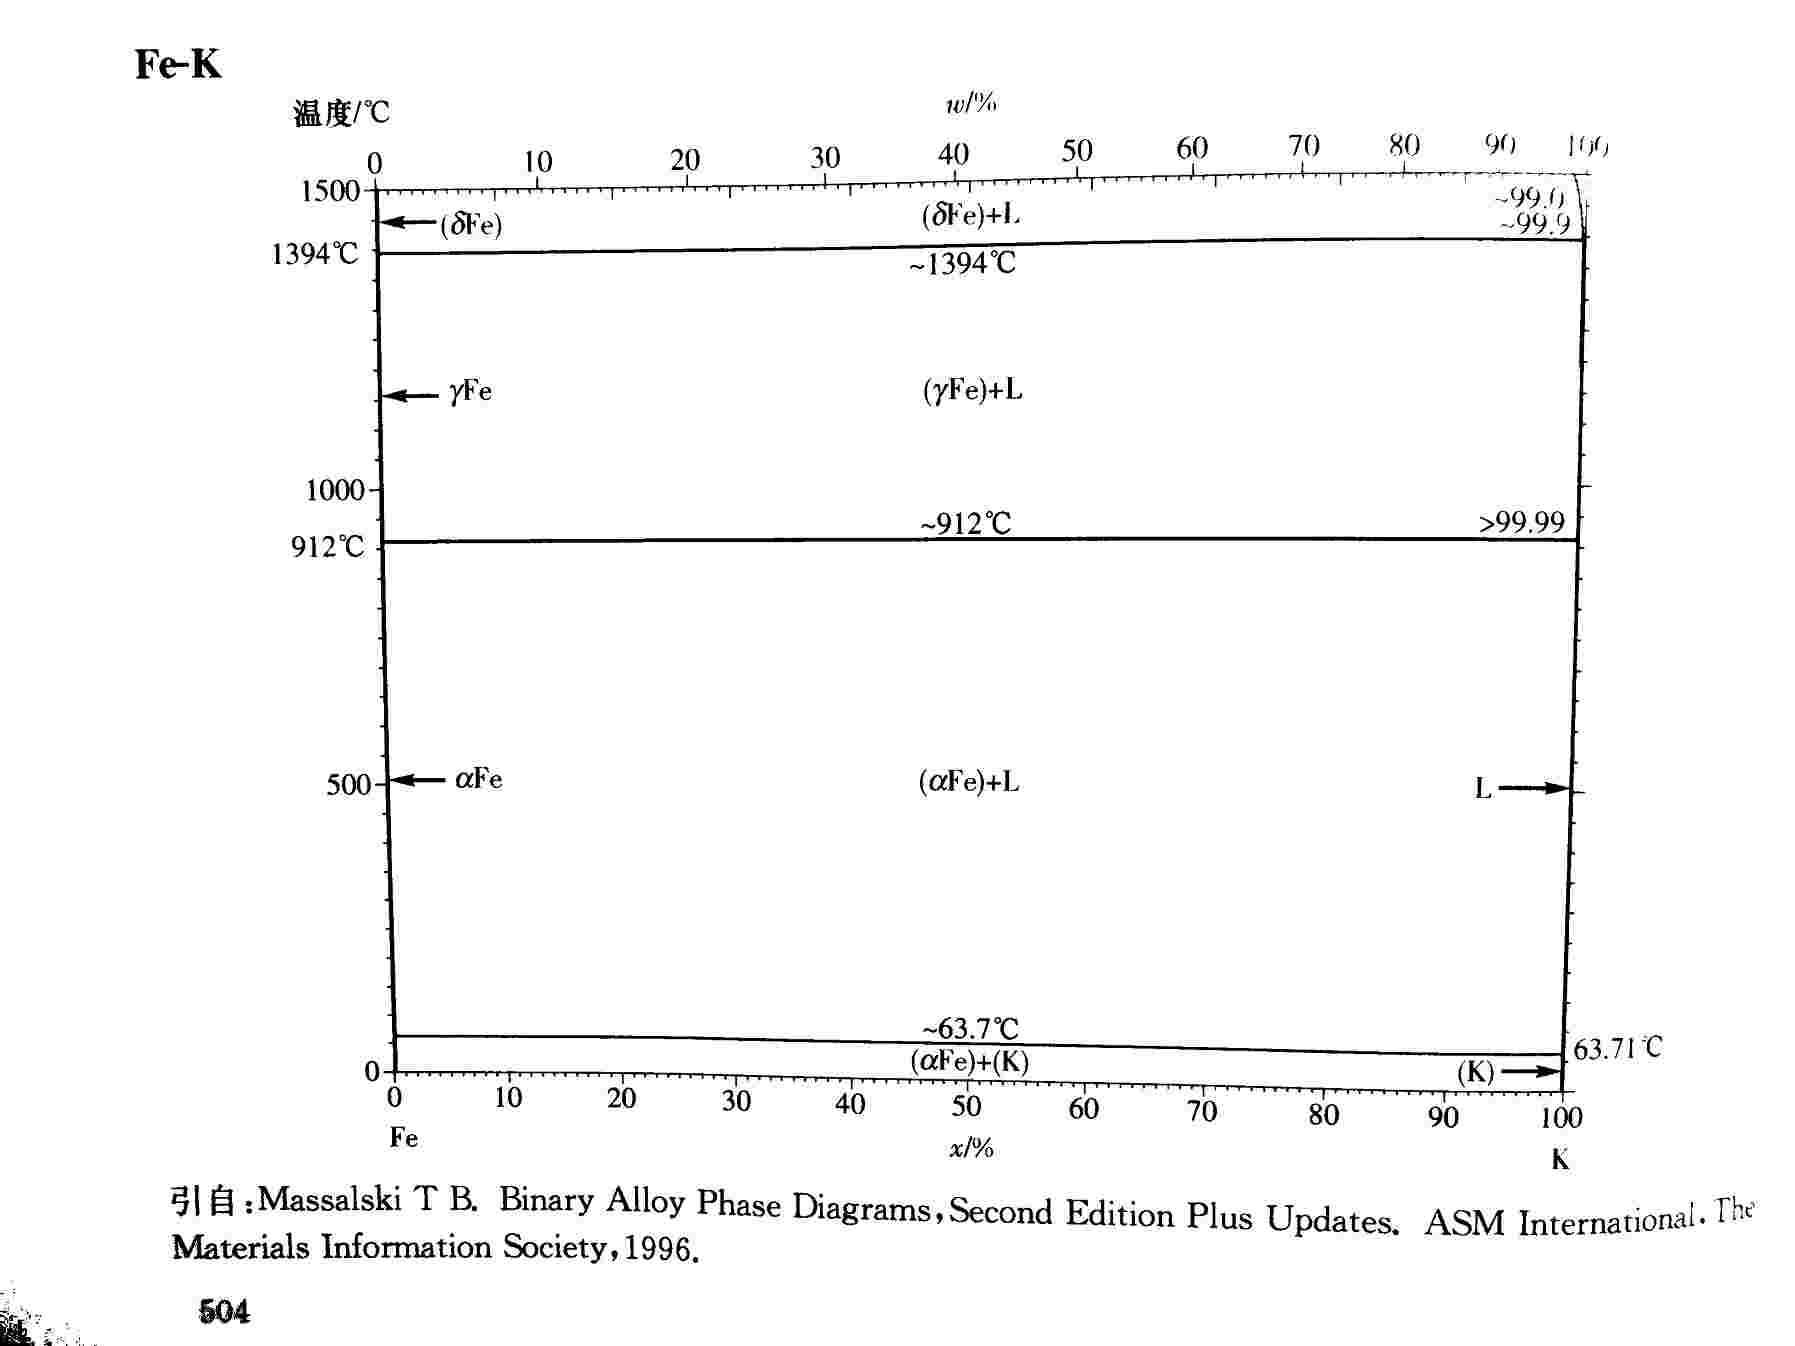 Fe-K
温度/℃
w/%
0 10 20 30 40 50 60 70 80 90 100
1500
~99.0
(δFe) (δFe)+L ~99.9
1394℃
~1394℃
γFe (γFe)+L
1000
~912℃ >99.99
912℃
500 αFe (αFe)+L L
~63.7℃
63.71℃
(αFe)+(K) (K)
0
0 10 20 30 40 50 60 70 80 90 100
Fe x/% K
引自:Massalski T B. Binary Alloy Phase Diagrams,Second Edition Plus Updates. ASM International. The
Materials Information Society,1996.
504